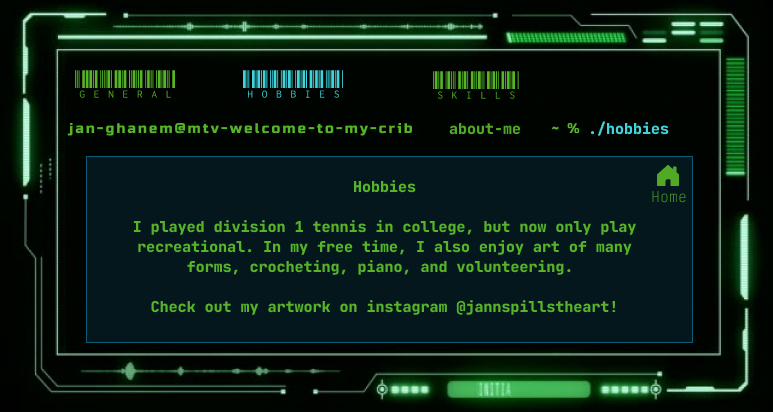 GENERAL HOBBIES SKILLS
jan-ghanem@mtv-welcome-to-my-crib about-me ~ % ./hobbies
Home
Hobbies
I played division 1 tennis in college, but now only play
recreational. In my free time, I also enjoy art of many
forms, crocheting, piano, and volunteering.
Check out my artwork on instagram @jannspillstheart!
INITIA